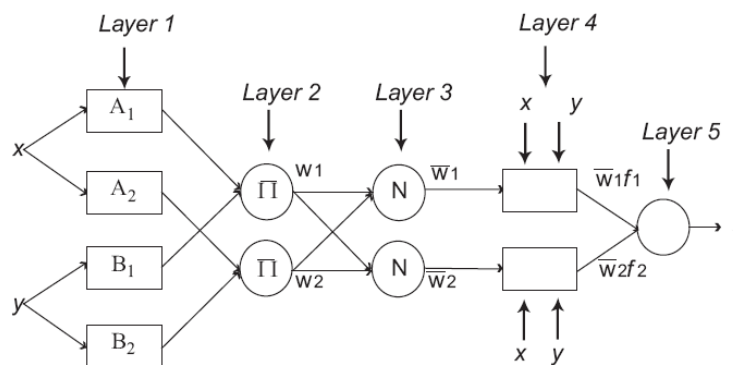 Layer 1
Layer 2
Layer 3
Layer 4
Layer 5
x
y
A₁
A₂
B₁
B₂
Π
Π
w1
w2
N
N
w̅1
w̅2
x y
x y
w̅1f1
w̅2f2